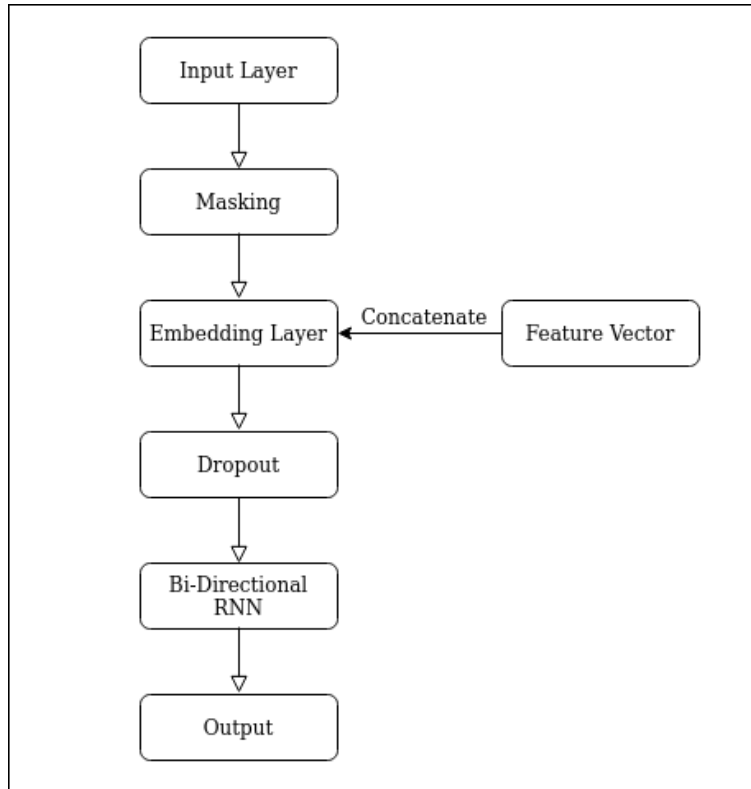 Input Layer
Masking
Embedding Layer
Concatenate
Feature Vector
Dropout
Bi-Directional
RNN
Output